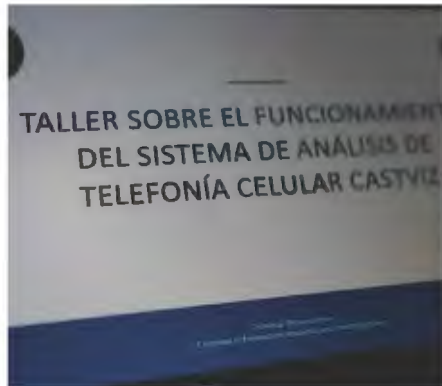 TALLER SOBRE EL FUNCIONAMIENT
DEL SISTEMA DE ANÁLISIS DE
TELEFONÍA CELULAR CASTVIZ